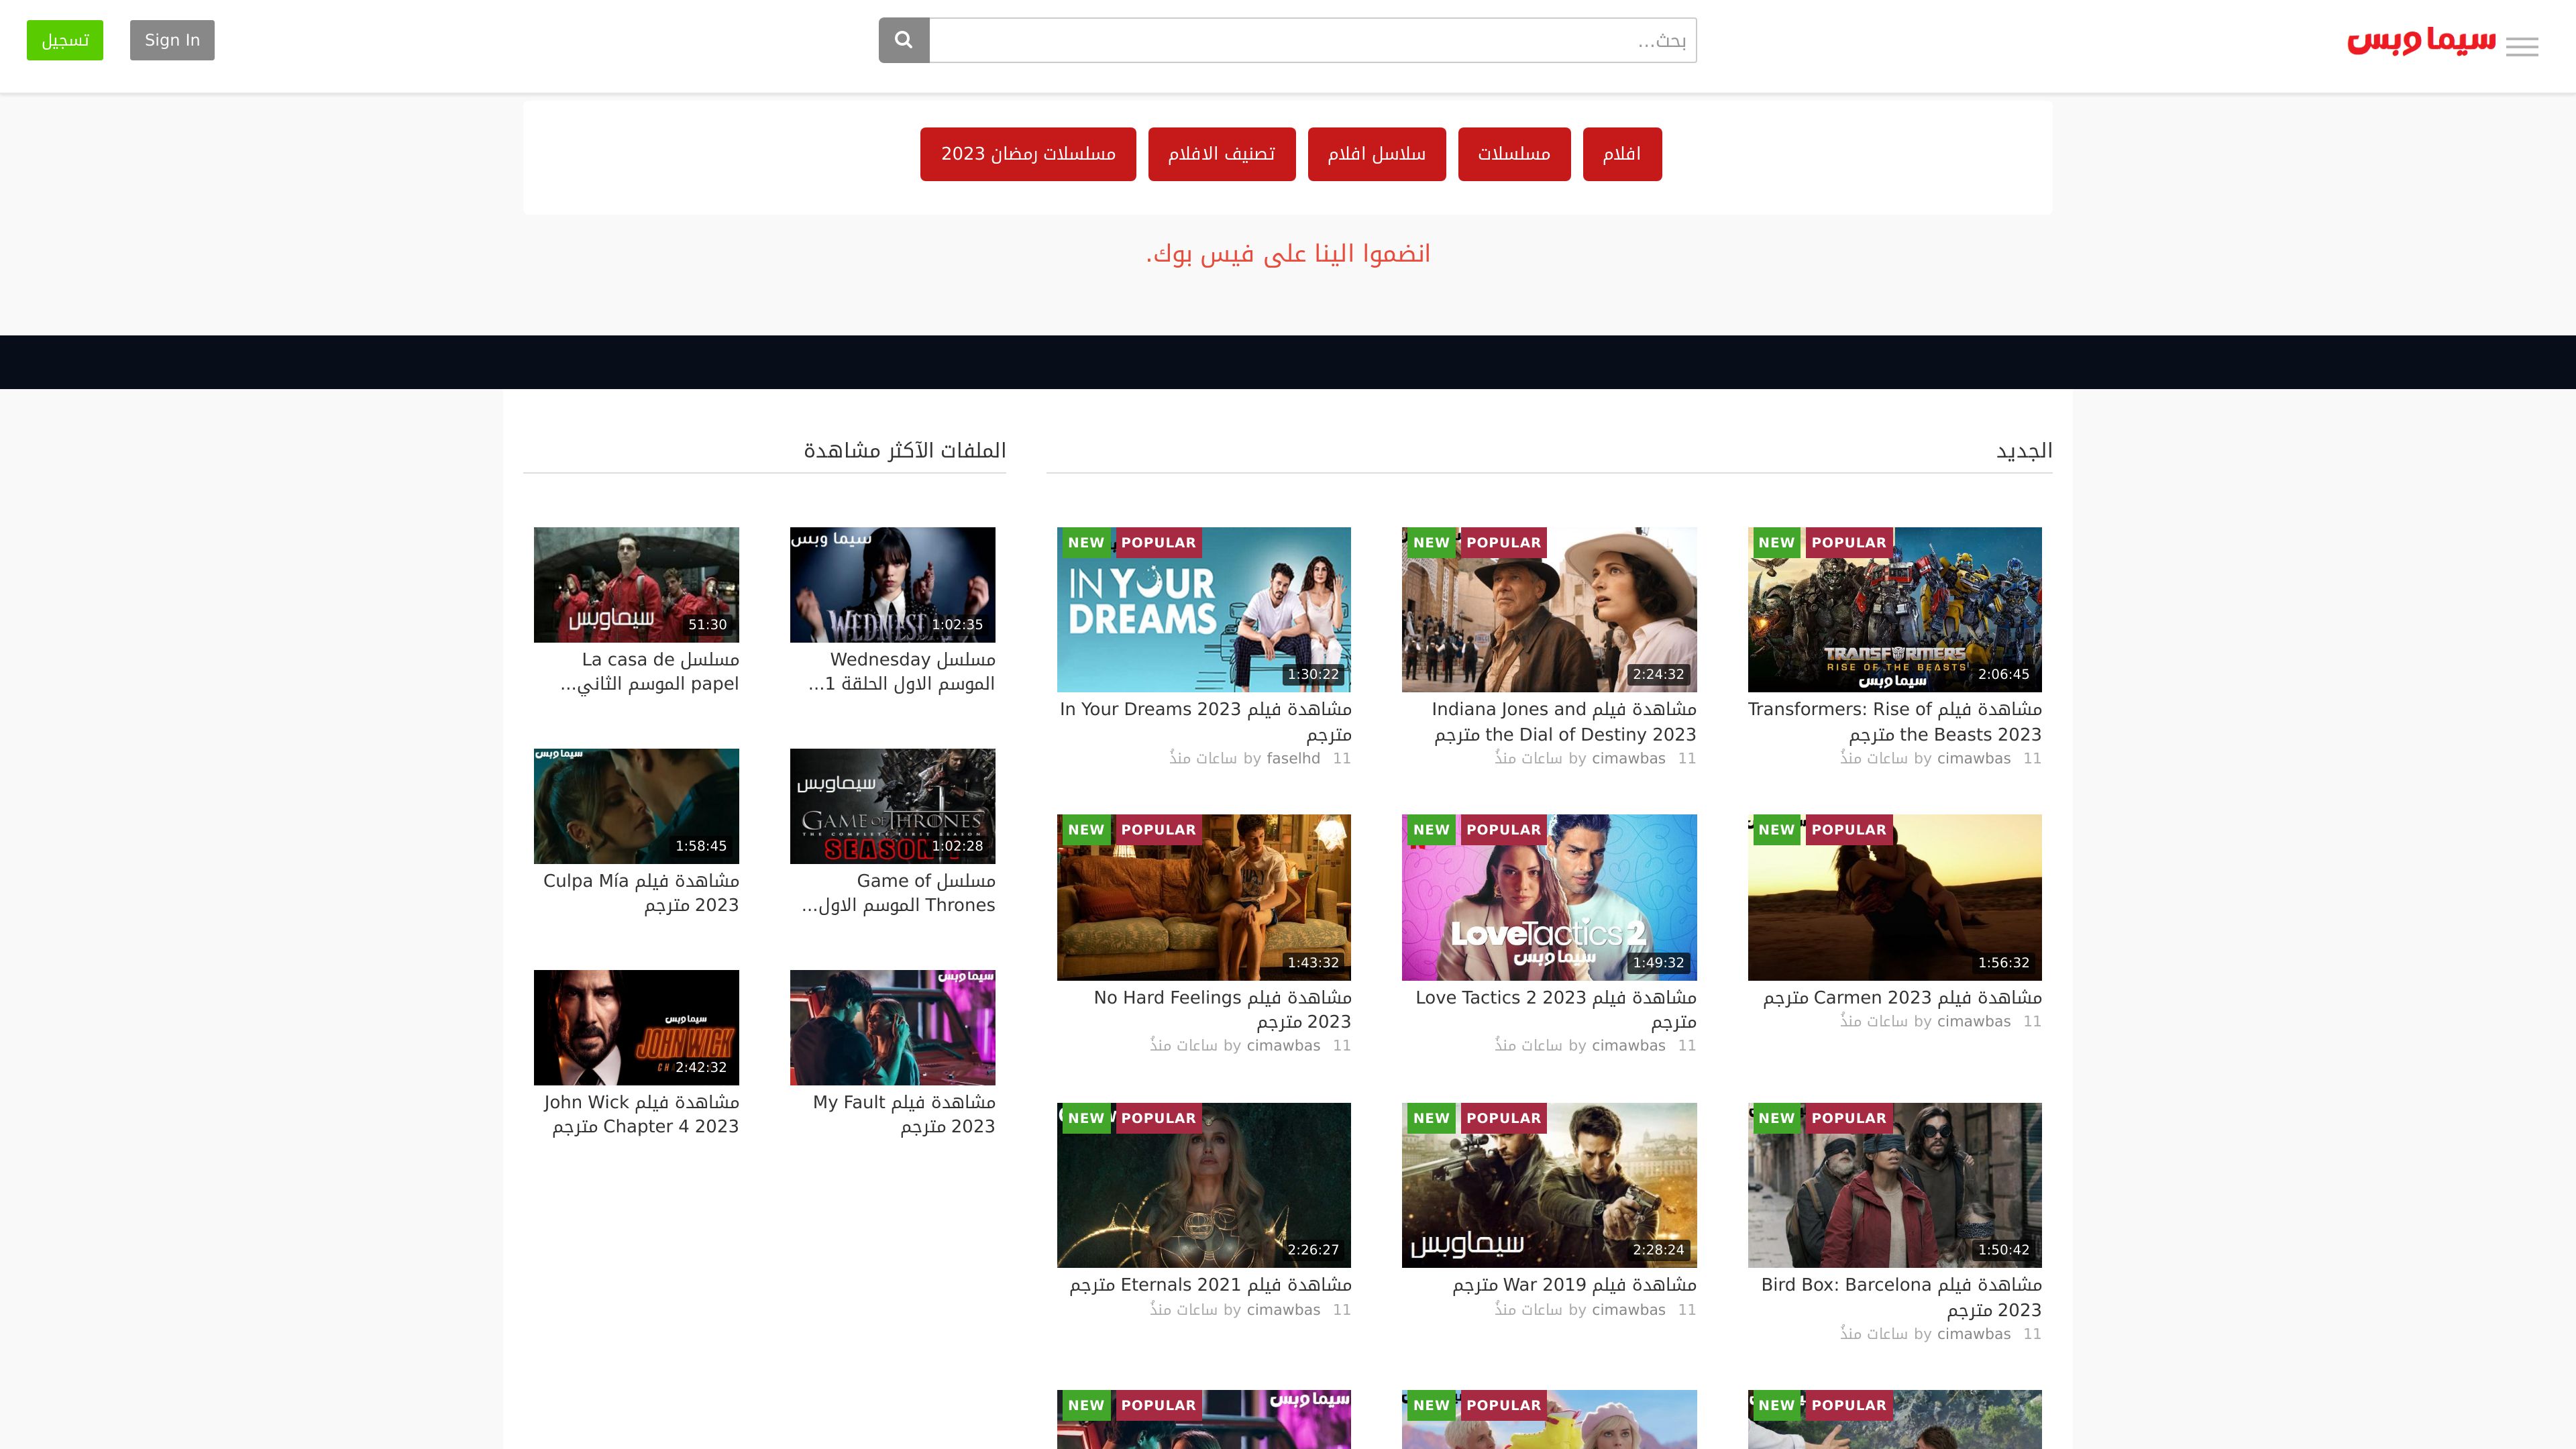 سيما وبس
بحث...
Sign In
تسجيل
افلام
مسلسلات
سلاسل افلام
تصنيف الافلام
مسلسلات رمضان 2023
انضموا الينا على فيس بوك.
الجديد
NEW POPULAR
TRANSFORMERS
RISE OF THE BEASTS
سيما وبس
2:06:45
مشاهدة فيلم Transformers: Rise of
the Beasts 2023 مترجم
11 ساعات منذُ by cimawbas
NEW POPULAR
2:24:32
مشاهدة فيلم Indiana Jones and
the Dial of Destiny 2023 مترجم
11 ساعات منذُ by cimawbas
NEW POPULAR
IN YOUR
DREAMS
1:30:22
مشاهدة فيلم In Your Dreams 2023
مترجم
11 ساعات منذُ by faselhd
NEW POPULAR
1:56:32
مشاهدة فيلم Carmen 2023 مترجم
11 ساعات منذُ by cimawbas
NEW POPULAR
LoveTactics 2
سيما وبس
1:49:32
مشاهدة فيلم Love Tactics 2 2023
مترجم
11 ساعات منذُ by cimawbas
NEW POPULAR
1:43:32
مشاهدة فيلم No Hard Feelings
2023 مترجم
11 ساعات منذُ by cimawbas
NEW POPULAR
1:50:42
مشاهدة فيلم Bird Box: Barcelona
2023 مترجم
11 ساعات منذُ by cimawbas
NEW POPULAR
سيماوبس
2:28:24
مشاهدة فيلم War 2019 مترجم
11 ساعات منذُ by cimawbas
NEW POPULAR
2:26:27
مشاهدة فيلم Eternals 2021 مترجم
11 ساعات منذُ by cimawbas
NEW POPULAR
NEW POPULAR
NEW POPULAR
سيما وبس
الملفات الآكثر مشاهدة
سيما وبس
1:02:35
مسلسل Wednesday
الموسم الاول الحلقة 1...
سيماوبس
51:30
مسلسل La casa de
papel الموسم الثاني...
سيماوبس
GAME OF THRONES
THE COMPLETE FIRST SEASON
SEASON
1:02:28
مسلسل Game of
Thrones الموسم الاول...
سيما وبس
1:58:45
مشاهدة فيلم Culpa Mía
2023 مترجم
سيما وبس
مشاهدة فيلم My Fault
2023 مترجم
سيما وبس
JOHN WICK
2:42:32
مشاهدة فيلم John Wick
Chapter 4 2023 مترجم